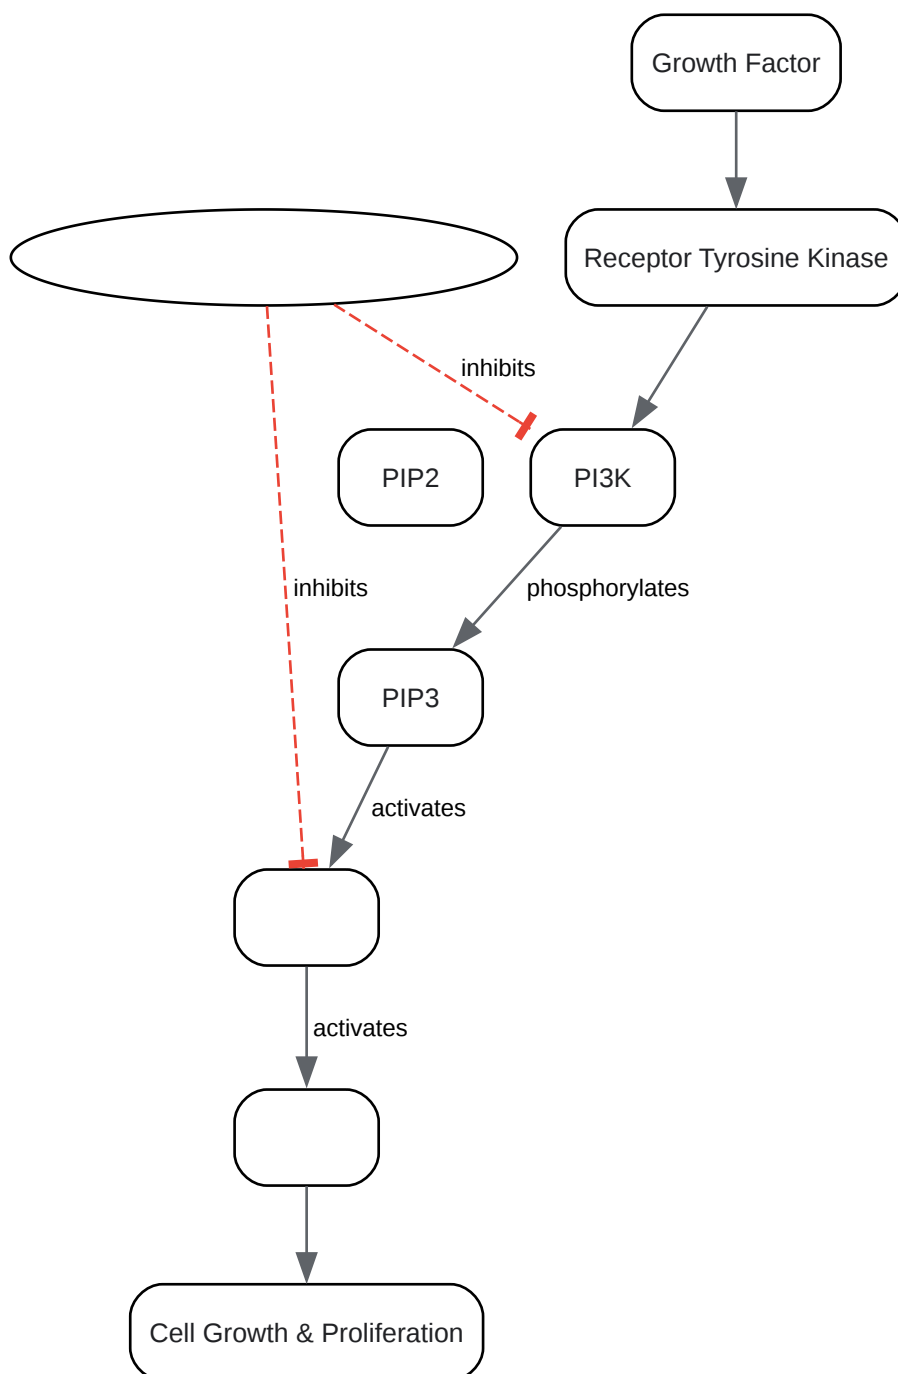 Growth Factor
Receptor Tyrosine Kinase
inhibits
PIP2
PI3K
inhibits
phosphorylates
PIP3
activates
activates
Cell Growth & Proliferation